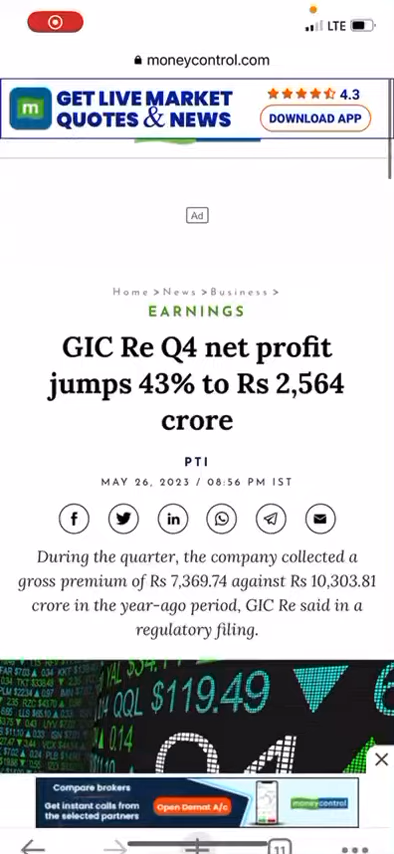 LTE
moneycontrol.com
m
GET LIVE MARKET
QUOTES & NEWS
4.3
DOWNLOAD APP
Ad
Home > News > Business >
EARNINGS
GIC Re Q4 net profit
jumps 43% to Rs 2,564
crore
PTI
MAY 26, 2023 / 08:56 PM IST
During the quarter, the company collected a
gross premium of Rs 7,369.74 against Rs 10,303.81
crore in the year-ago period, GIC Re said in a
regulatory filing.
QQL $119.49
0.14
Q4
Compare brokers
Get instant calls from
the selected partners
Open Demat A/c
moneycontrol
11